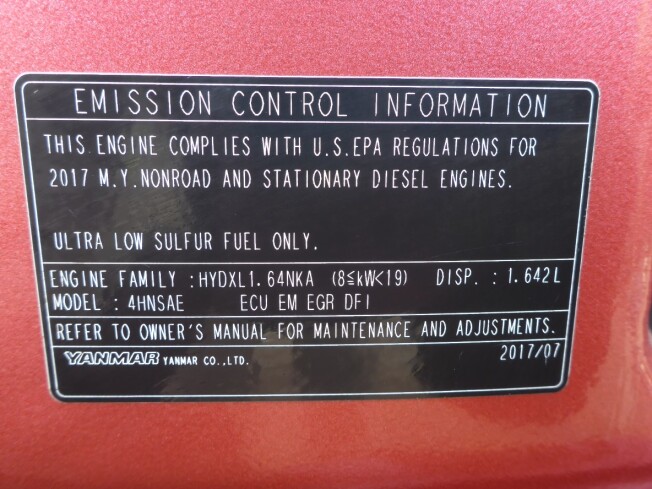 EMISSION CONTROL INFORMATION
THIS ENGINE COMPLIES WITH U.S.EPA REGULATIONS FOR
2017 M.Y.NONROAD AND STATIONARY DIESEL ENGINES.
ULTRA LOW SULFUR FUEL ONLY.
ENGINE FAMILY :HYDXL1.64NKA (8≦kW<19) DISP. :1.642L
MODEL : 4HNSAE ECU EM EGR DFI
REFER TO OWNER'S MANUAL FOR MAINTENANCE AND ADJUSTMENTS.
YANMAR YANMAR CO.,LTD. 2017/07